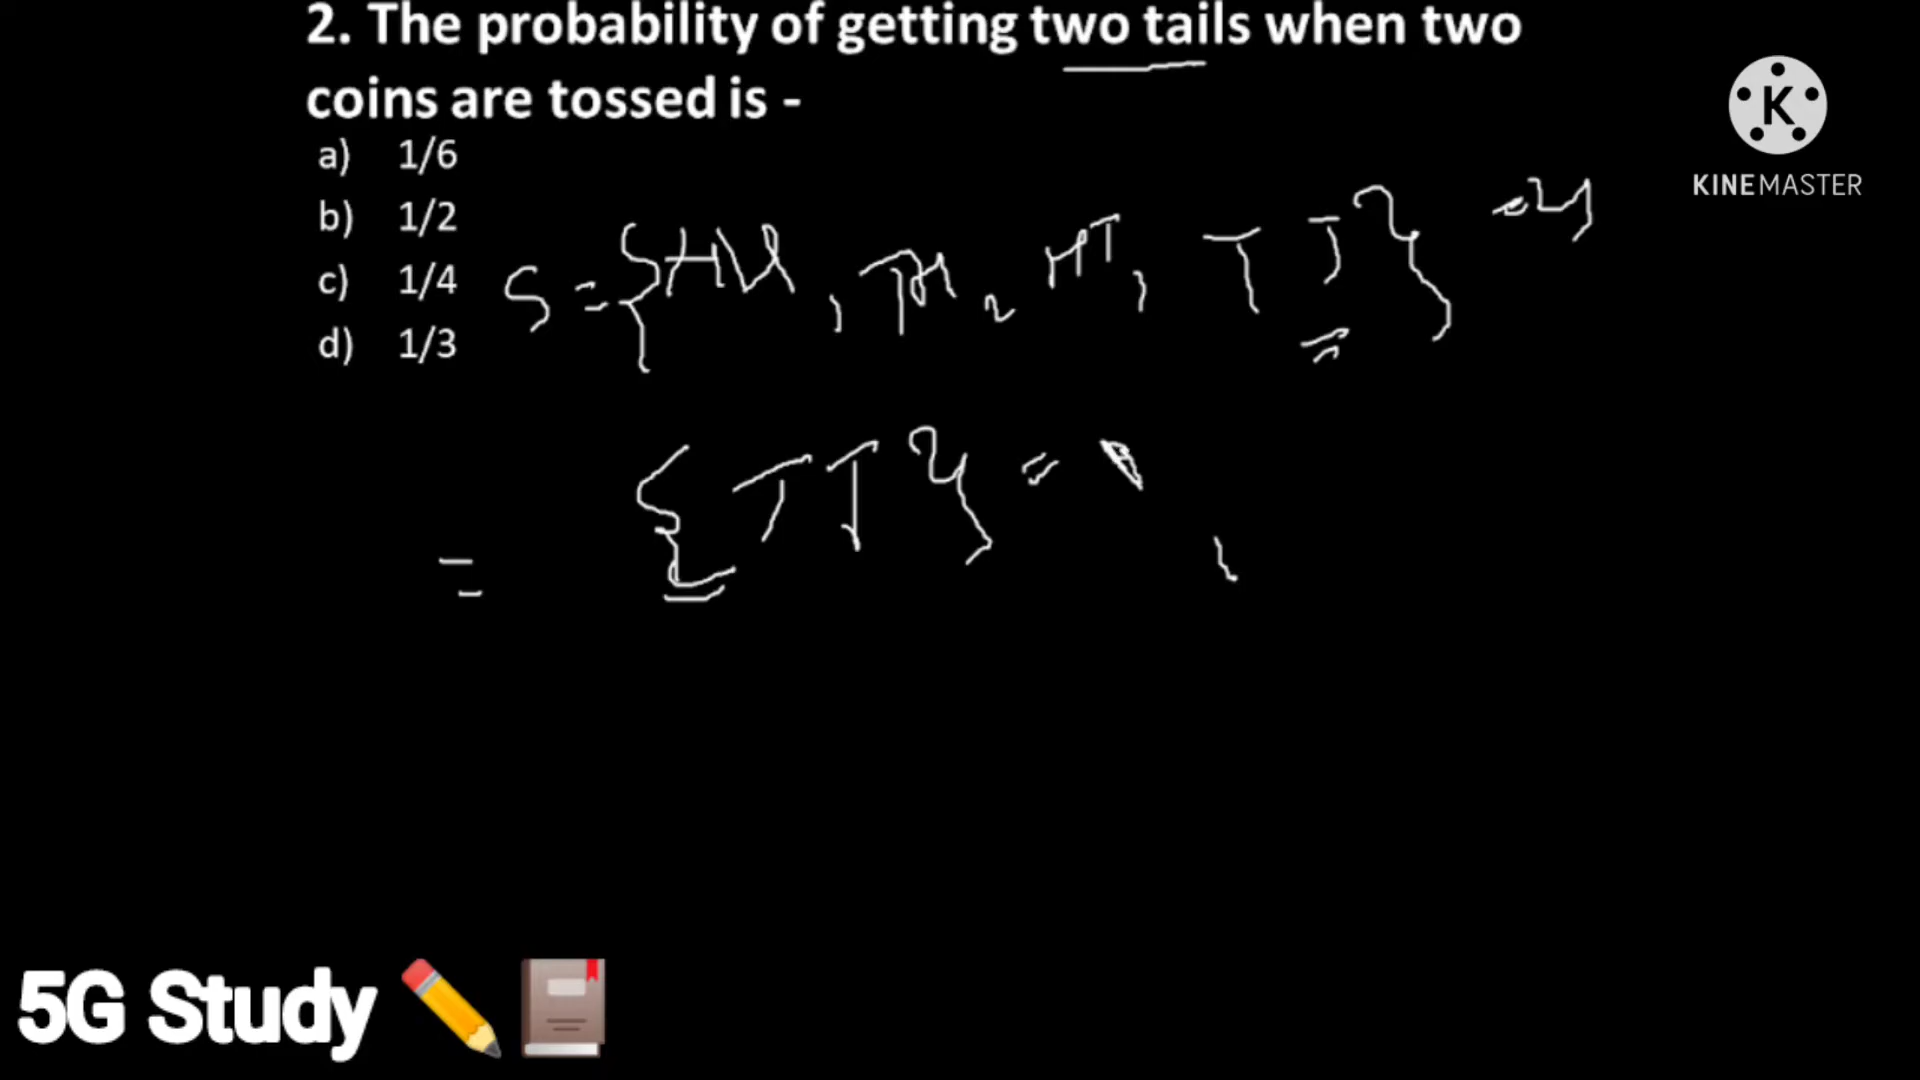 2. The probability of getting two tails when two
coins are tossed is -
a) 1/6
b) 1/2
c) 1/4
d) 1/3
S = { HH , TH , HT , TT }
= { TT } =
KINEMASTER
5G Study